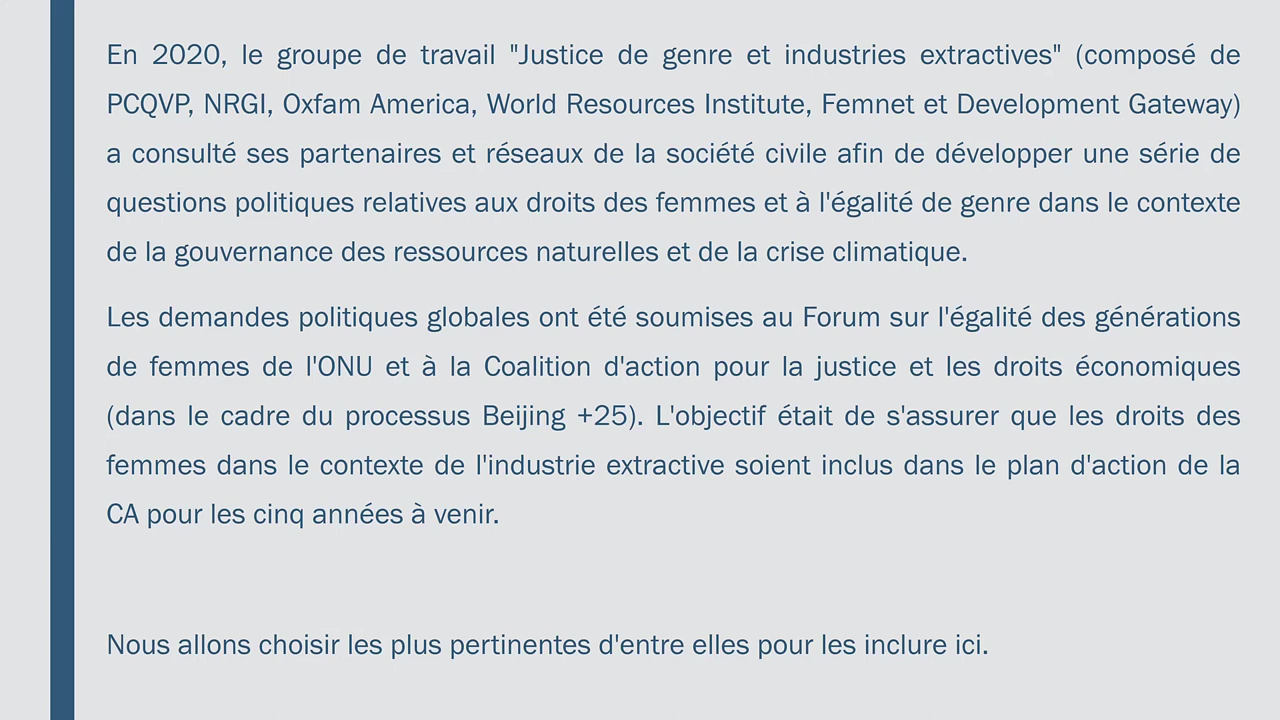 En 2020, le groupe de travail "Justice de genre et industries extractives" (composé de
PCQVP, NRGI, Oxfam America, World Resources Institute, Femnet et Development Gateway)
a consulté ses partenaires et réseaux de la société civile afin de développer une série de
questions politiques relatives aux droits des femmes et à l'égalité de genre dans le contexte
de la gouvernance des ressources naturelles et de la crise climatique.
Les demandes politiques globales ont été soumises au Forum sur l'égalité des générations
de femmes de l'ONU et à la Coalition d'action pour la justice et les droits économiques
(dans le cadre du processus Beijing +25). L'objectif était de s'assurer que les droits des
femmes dans le contexte de l'industrie extractive soient inclus dans le plan d'action de la
CA pour les cinq années à venir.
Nous allons choisir les plus pertinentes d'entre elles pour les inclure ici.